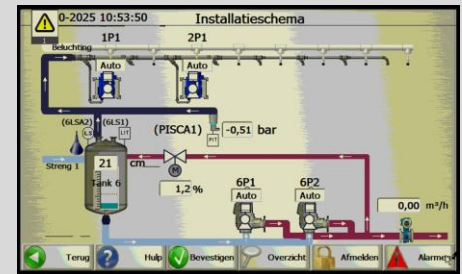 0-2025 10:53:50 Installatieschema
1P1 2P1
Beluchting
Auto Auto
(6LSA2) (6LS1)
LS LIT
(PISCA1) PIT -0,51 bar
Streng 1
21 cm
Tank 6
M
1,2 %
6P1 6P2
Auto Auto
0,00 m³/h
Terug Hulp Bevestigen Overzicht Afmelden Alarmen